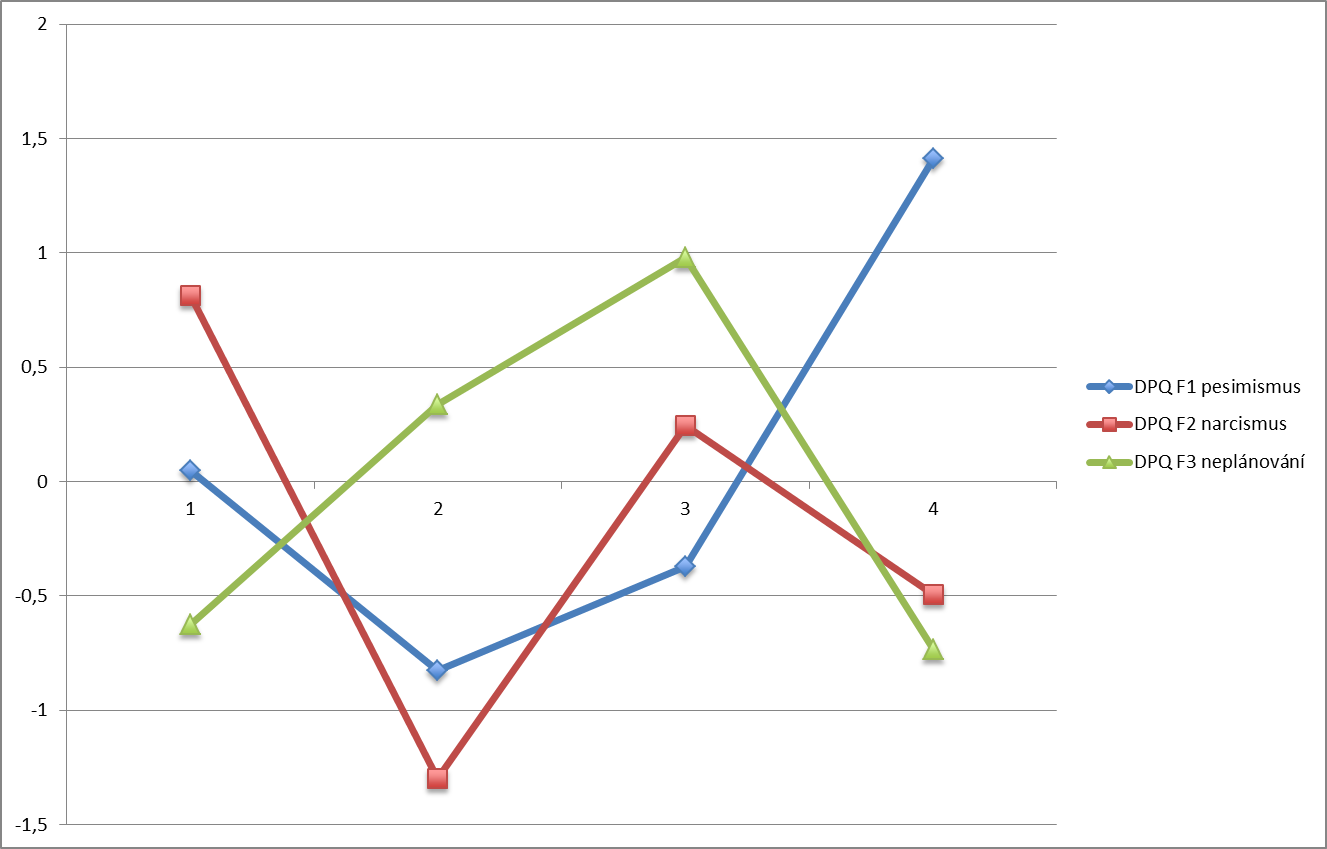 2
1,5
1
0,5
0
-0,5
-1
-1,5
1 2 3 4
DPQ F1 pesimismus
DPQ F2 narcismus
DPQ F3 neplánování